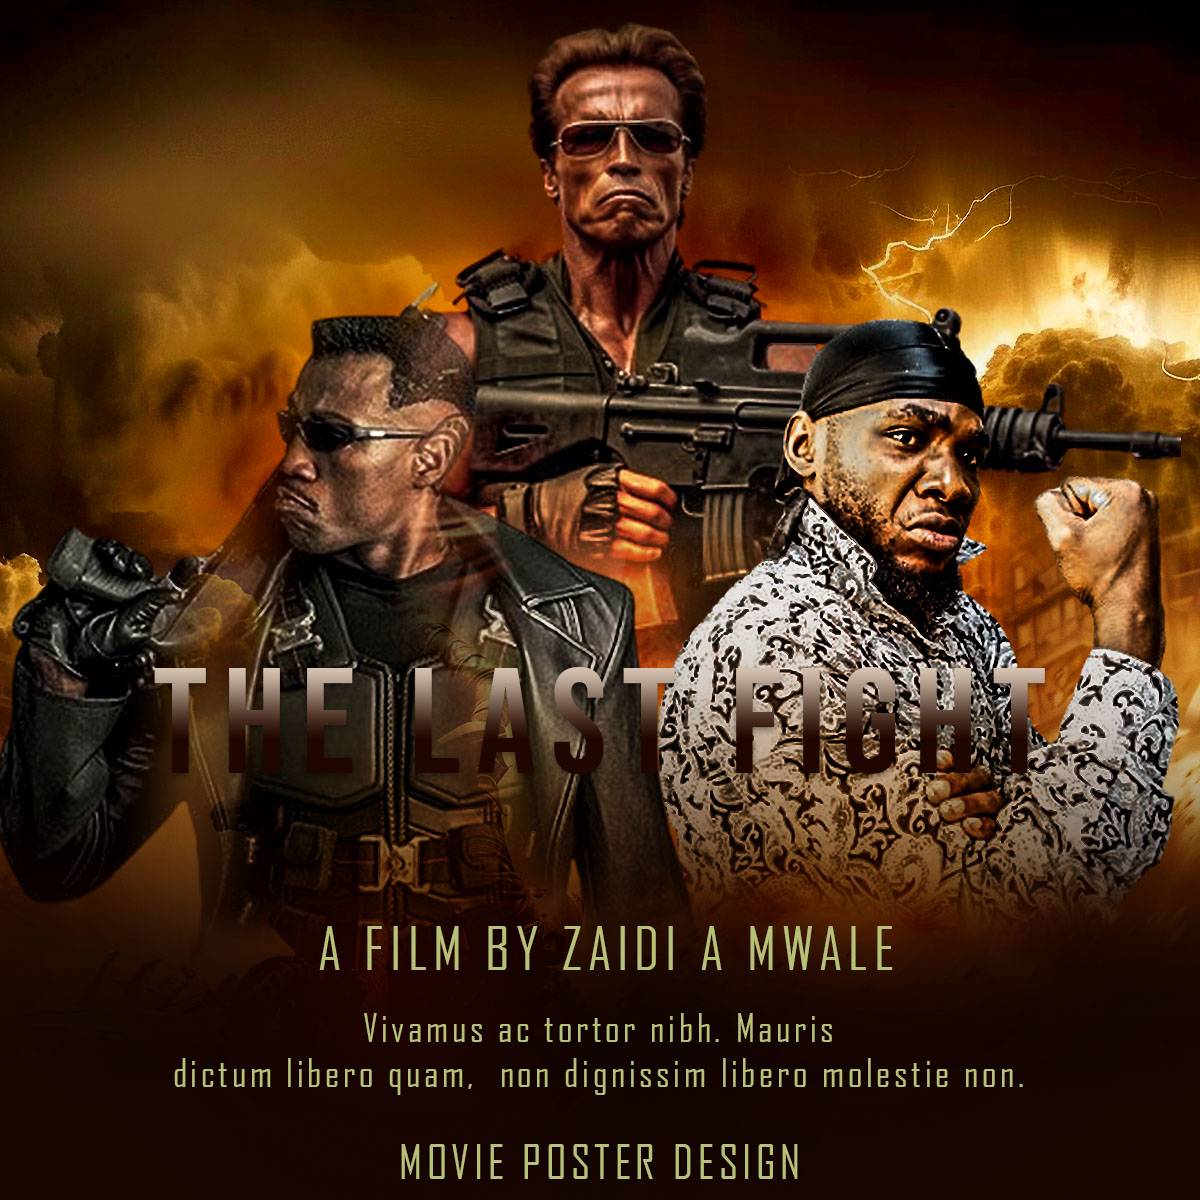 THE LAST FIGHT
A FILM BY ZAIDI A MWALE
Vivamus ac tortor nibh. Mauris
dictum libero quam, non dignissim libero molestie non.
MOVIE POSTER DESIGN